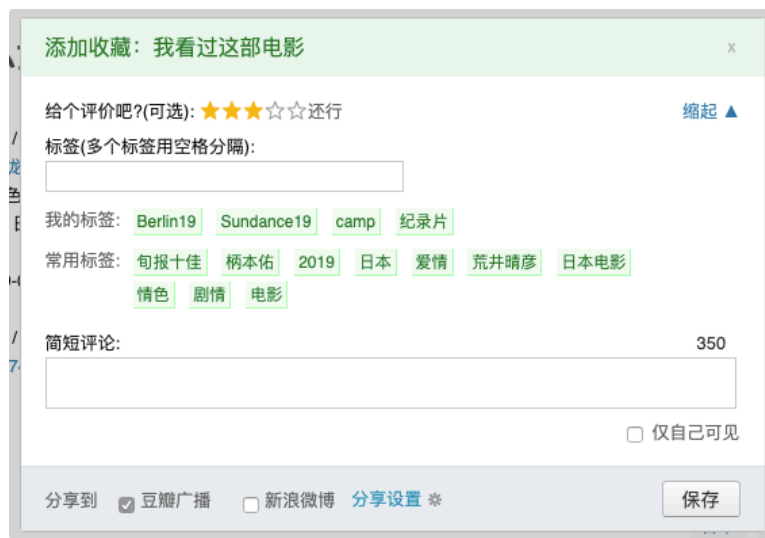 添加收藏：我看过这部电影 x
给个评价吧?(可选): 还行 缩起 ▲
标签(多个标签用空格分隔):
我的标签: Berlin19 Sundance19 camp 纪录片
常用标签: 旬报十佳 柄本佑 2019 日本 爱情 荒井晴彦 日本电影
情色 剧情 电影
简短评论: 350
仅自己可见
分享到 豆瓣广播 新浪微博 分享设置
保存